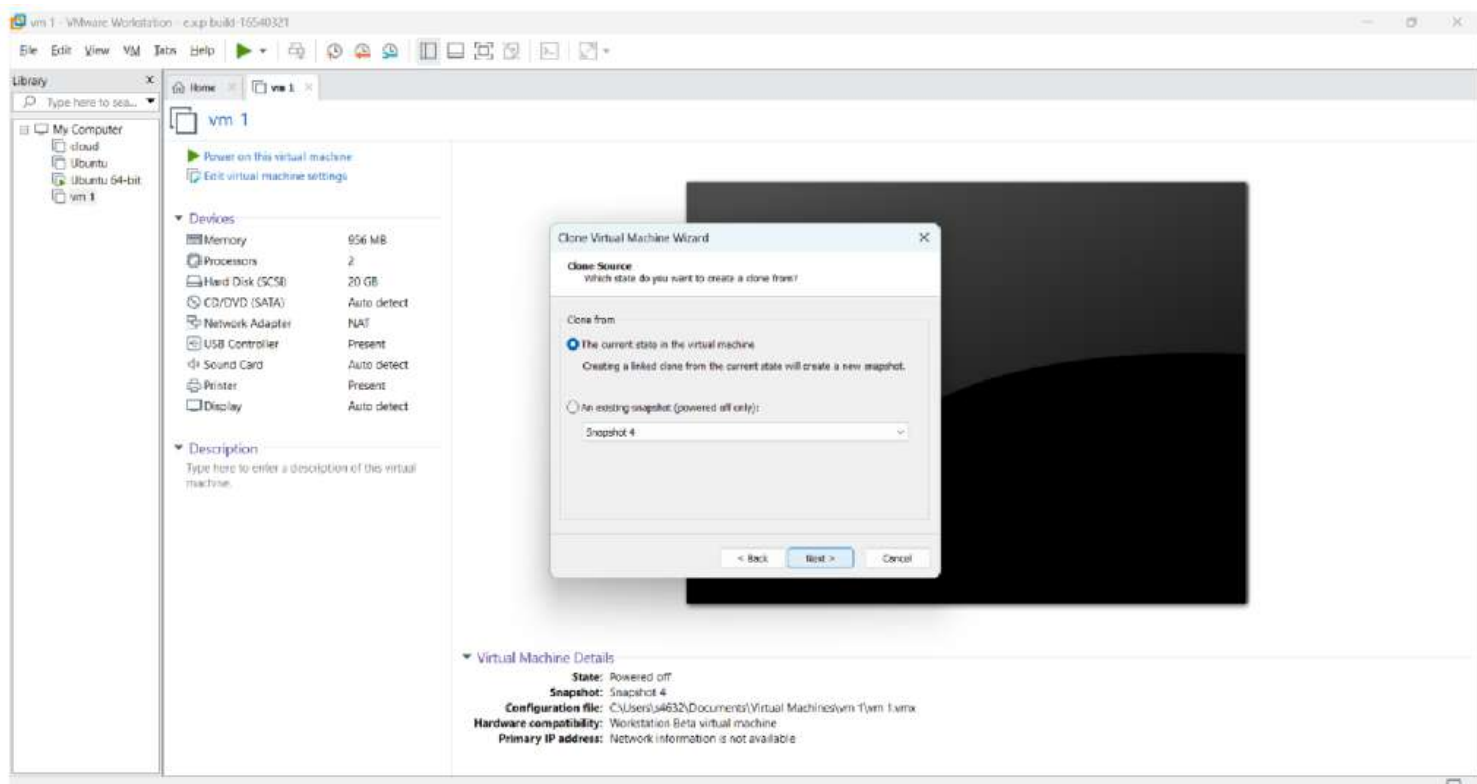 vm 1 - VMware Workstation - e.x.p build-16540321
File Edit View VM Tabs Help
Library
Type here to sea...
My Computer
cloud
Ubuntu
Ubuntu 64-bit
vm 1
Home
vm 1
vm 1
Power on this virtual machine
Edit virtual machine settings
Devices
Memory 956 MB
Processors 2
Hard Disk (SCSI) 20 GB
CD/DVD (SATA) Auto detect
Network Adapter NAT
USB Controller Present
Sound Card Auto detect
Printer Present
Display Auto detect
Description
Type here to enter a description of this virtual
machine.
Clone Virtual Machine Wizard
Clone Source
Which state do you want to create a clone from?
Clone from
The current state in the virtual machine
Creating a linked clone from the current state will create a new snapshot.
An existing snapshot (powered off only):
Snapshot 4
< Back Next > Cancel
Virtual Machine Details
State: Powered off
Snapshot: Snapshot 4
Configuration file: C:\Users\s4632\Documents\Virtual Machines\vm 1\vm 1.vmx
Hardware compatibility: Workstation Beta virtual machine
Primary IP address: Network information is not available